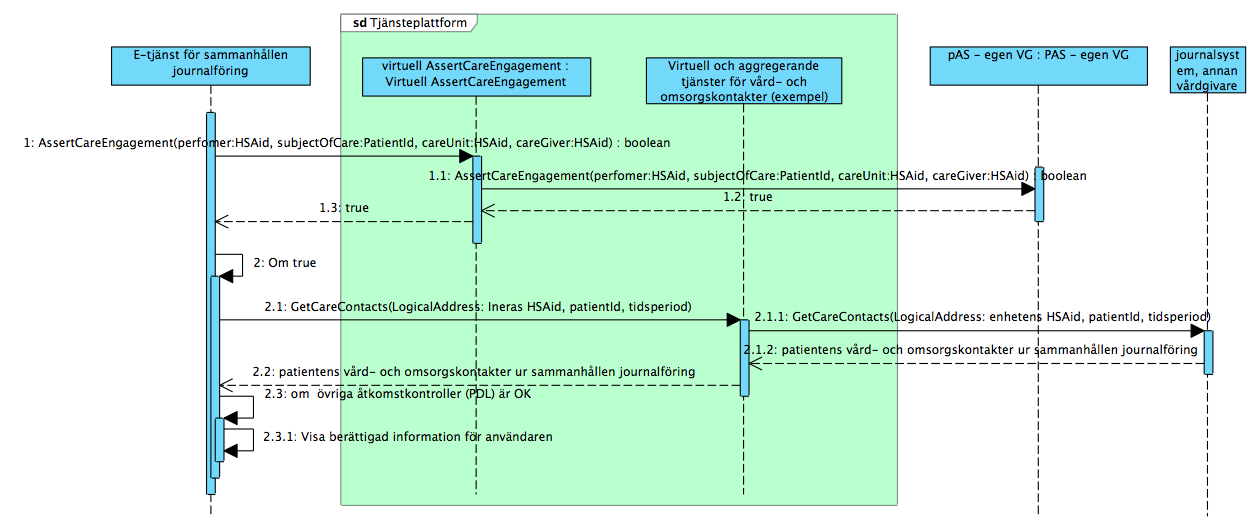 sd Tjänsteplattform
E-tjänst för sammanhållen
journalföring
virtuell AssertCareEngagement :
Virtuell AssertCareEngagement
Virtuell och aggregerande
tjänster för vård- och
omsorgskontakter (exempel)
pAS - egen VG : PAS - egen VG
journalsyst
em, annan
vårdgivare
1: AssertCareEngagement(perfomer:HSAid, subjectOfCare:PatientId, careUnit:HSAid, careGiver:HSAid) : boolean
1.1: AssertCareEngagement(perfomer:HSAid, subjectOfCare:PatientId, careUnit:HSAid, careGiver:HSAid) : boolean
1.2: true
1.3: true
2: Om true
2.1: GetCareContacts(LogicalAddress: Ineras HSAid, patientId, tidsperiod)
2.1.1: GetCareContacts(LogicalAddress: enhetens HSAid, patientId, tidsperiod)
2.1.2: patientens vård- och omsorgskontakter ur sammanhållen journalföring
2.2: patientens vård- och omsorgskontakter ur sammanhållen journalföring
2.3: om  övriga åtkomstkontroller (PDL) är OK
2.3.1: Visa berättigad information för användaren